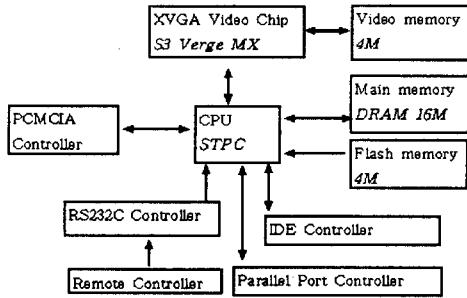 XVGA Video Chip
S3 Verge MX
Video memory
4M
Main memory
DRAM 16M
CPU
STPC
PCMCIA
Controller
Flash memory
4M
RS232C Controller
IDE Controller
Remote Controller
Parallel Port Controller